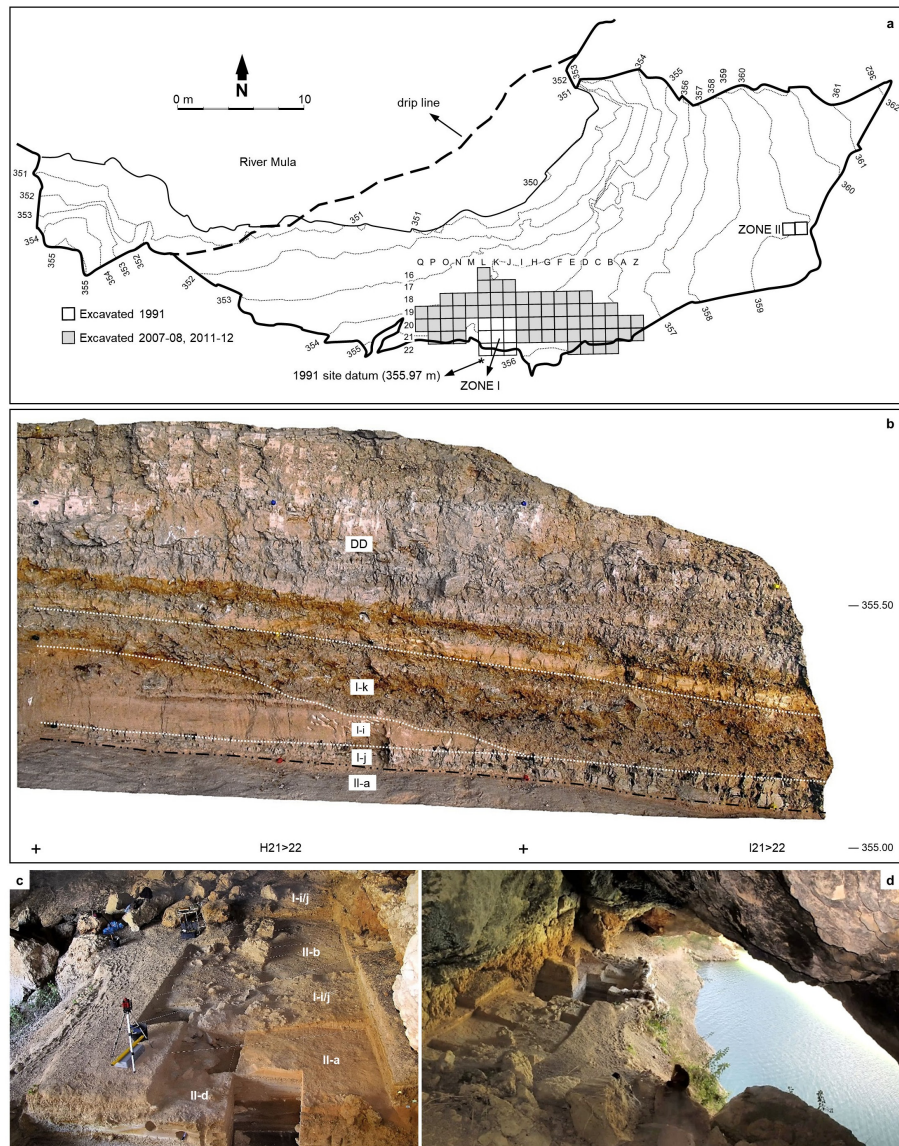 a
N
0 m 10
drip line
River Mula
353
352
351
354
355
356
357
358
359
360
361
362
362
361
360
351
352
353
354
355
355
354
353
352
351
351
350
352
353
354
355
355
356
357
358
359
ZONE II
Q P O N M L K J I H G F E D C B A Z
16
17
18
19
20
21
22
Excavated 1991
Excavated 2007-08, 2011-12
1991 site datum (355.97 m)
*
ZONE I
b
DD
355.50
I-k
I-i
I-j
II-a
H21>22
I21>22
355.00
c
I-i/j
II-b
I-i/j
II-a
II-d
d